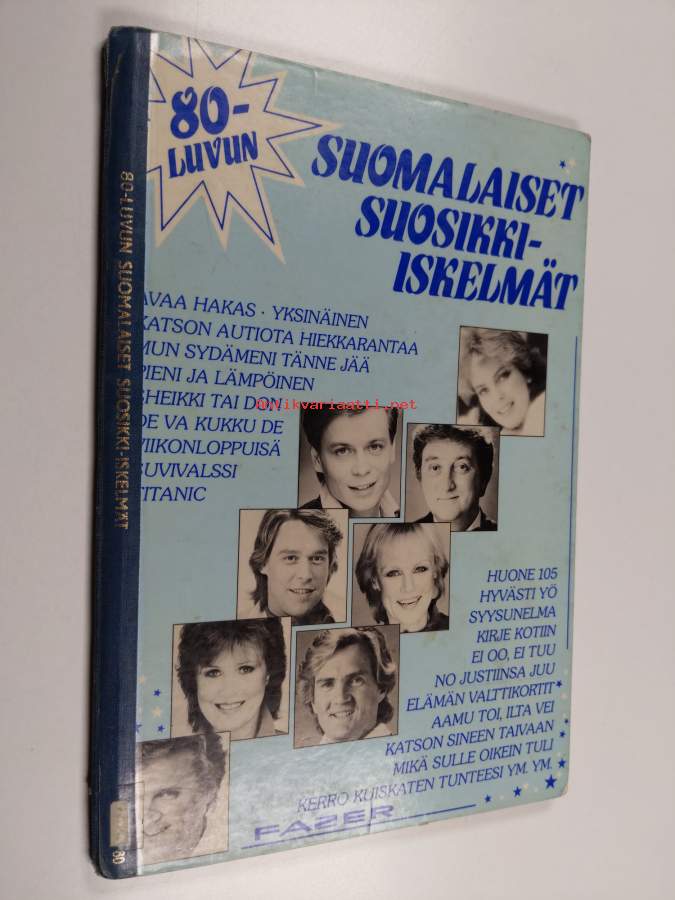 80-
LUVUN
SUOMALAISET
SUOSIKKI-
ISKELMÄT
AVAA HAKAS · YKSINÄINEN
KATSON AUTIOTA HIEKKARANTAA
MUN SYDÄMENI TÄNNE JÄÄ
PIENI JA LÄMPÖINEN
SHEIKKI TAI DON
DE VA KUKKU DE
VIIKONLOPPUISÄ
SUVIVALSSI
TITANIC
antikvariaatti.net
HUONE 105
HYVÄSTI YÖ
SYYSUNELMA
KIRJE KOTIIN
EI OO, EI TUU
NO JUSTIINSA JUU
ELÄMÄN VALTTIKORTIT
AAMU TOI, ILTA VEI
KATSON SINEEN TAIVAAN
MIKÄ SULLE OIKEIN TULI
KERRO KUISKATEN TUNTEESI YM. YM.
FAZER
80-LUVUN SUOMALAISET SUOSIKKI-ISKELMÄT
80